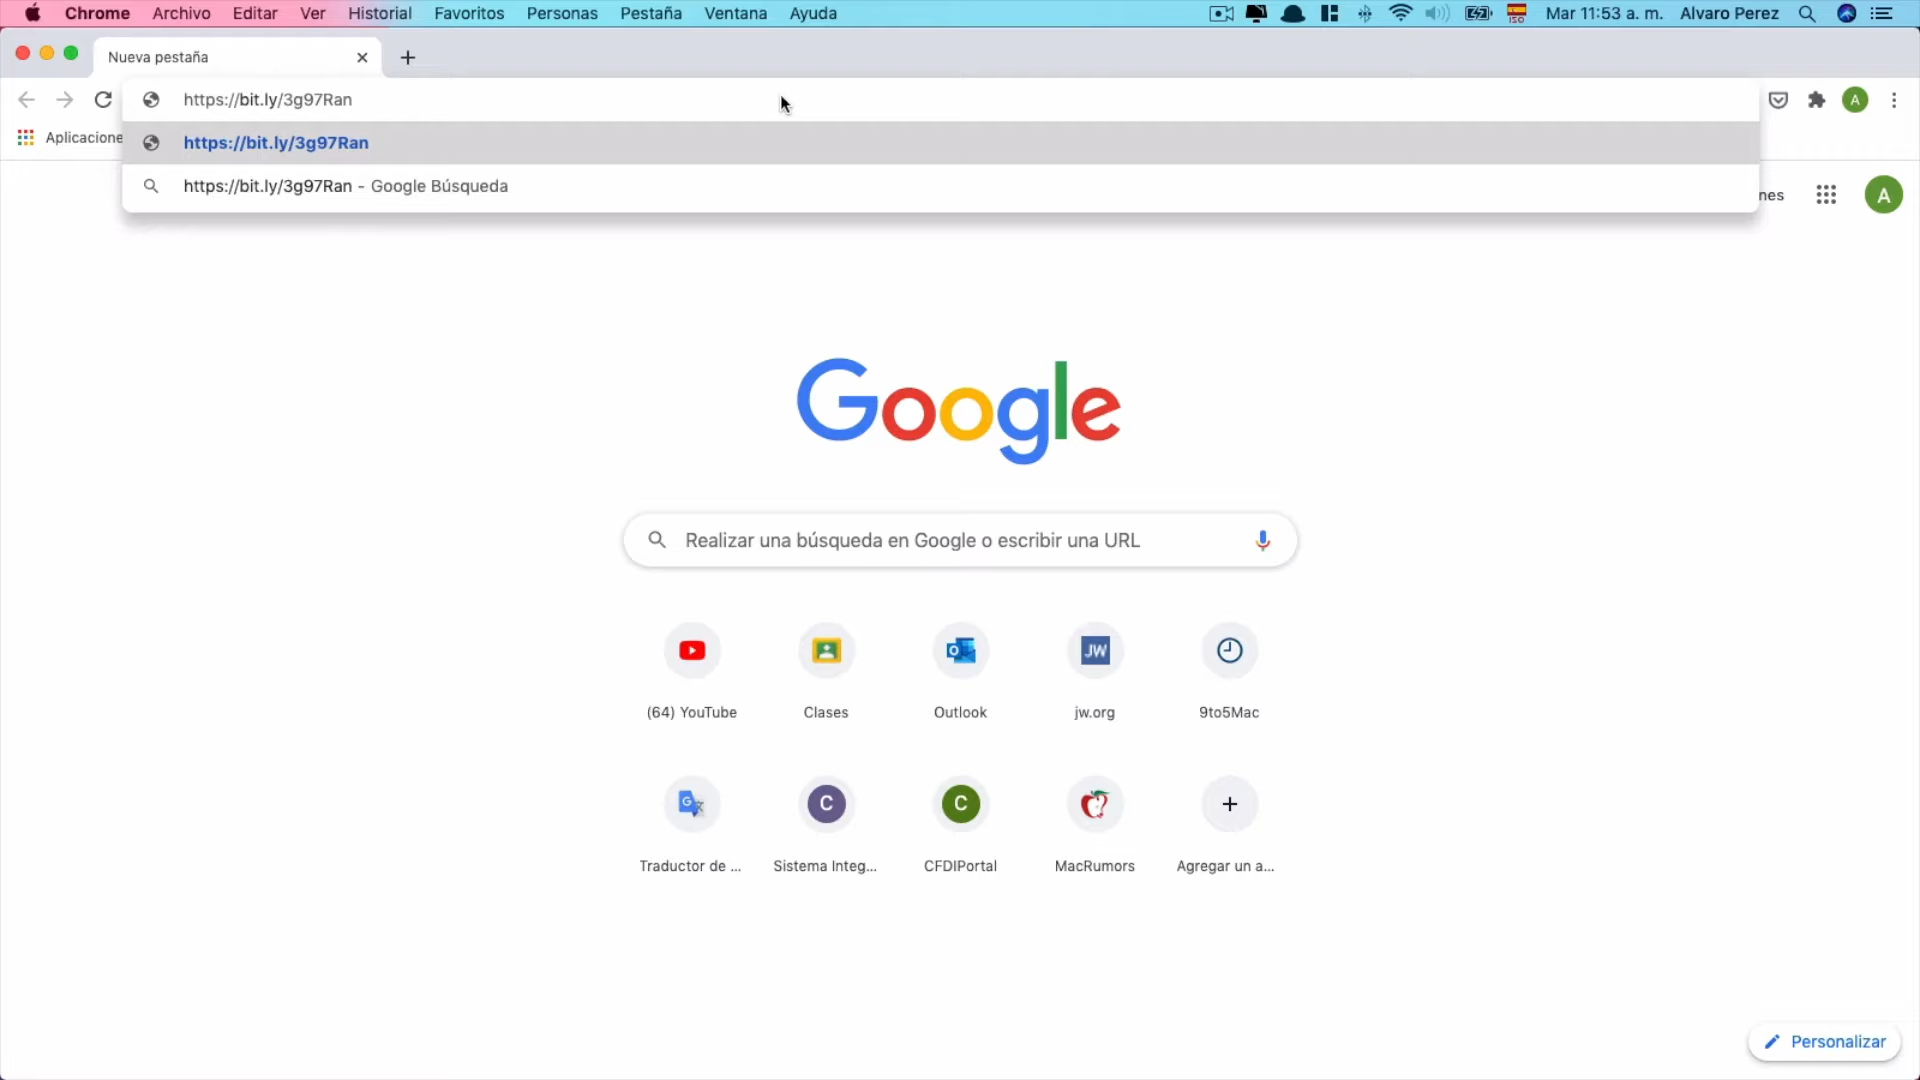 Chrome Archivo Editar Ver Historial Favoritos Personas Pestaña Ventana Ayuda ISO Mar 11:53 a. m. Alvaro Perez
Nueva pestaña
https://bit.ly/3g97Ran A
Aplicacione https://bit.ly/3g97Ran
https://bit.ly/3g97Ran - Google Búsqueda
nes A
Google
Realizar una búsqueda en Google o escribir una URL
JW
(64) YouTube Clases Outlook jw.org 9to5Mac
G C C
Traductor de ... Sistema Integ... CFDIPortal MacRumors Agregar un a...
Personalizar